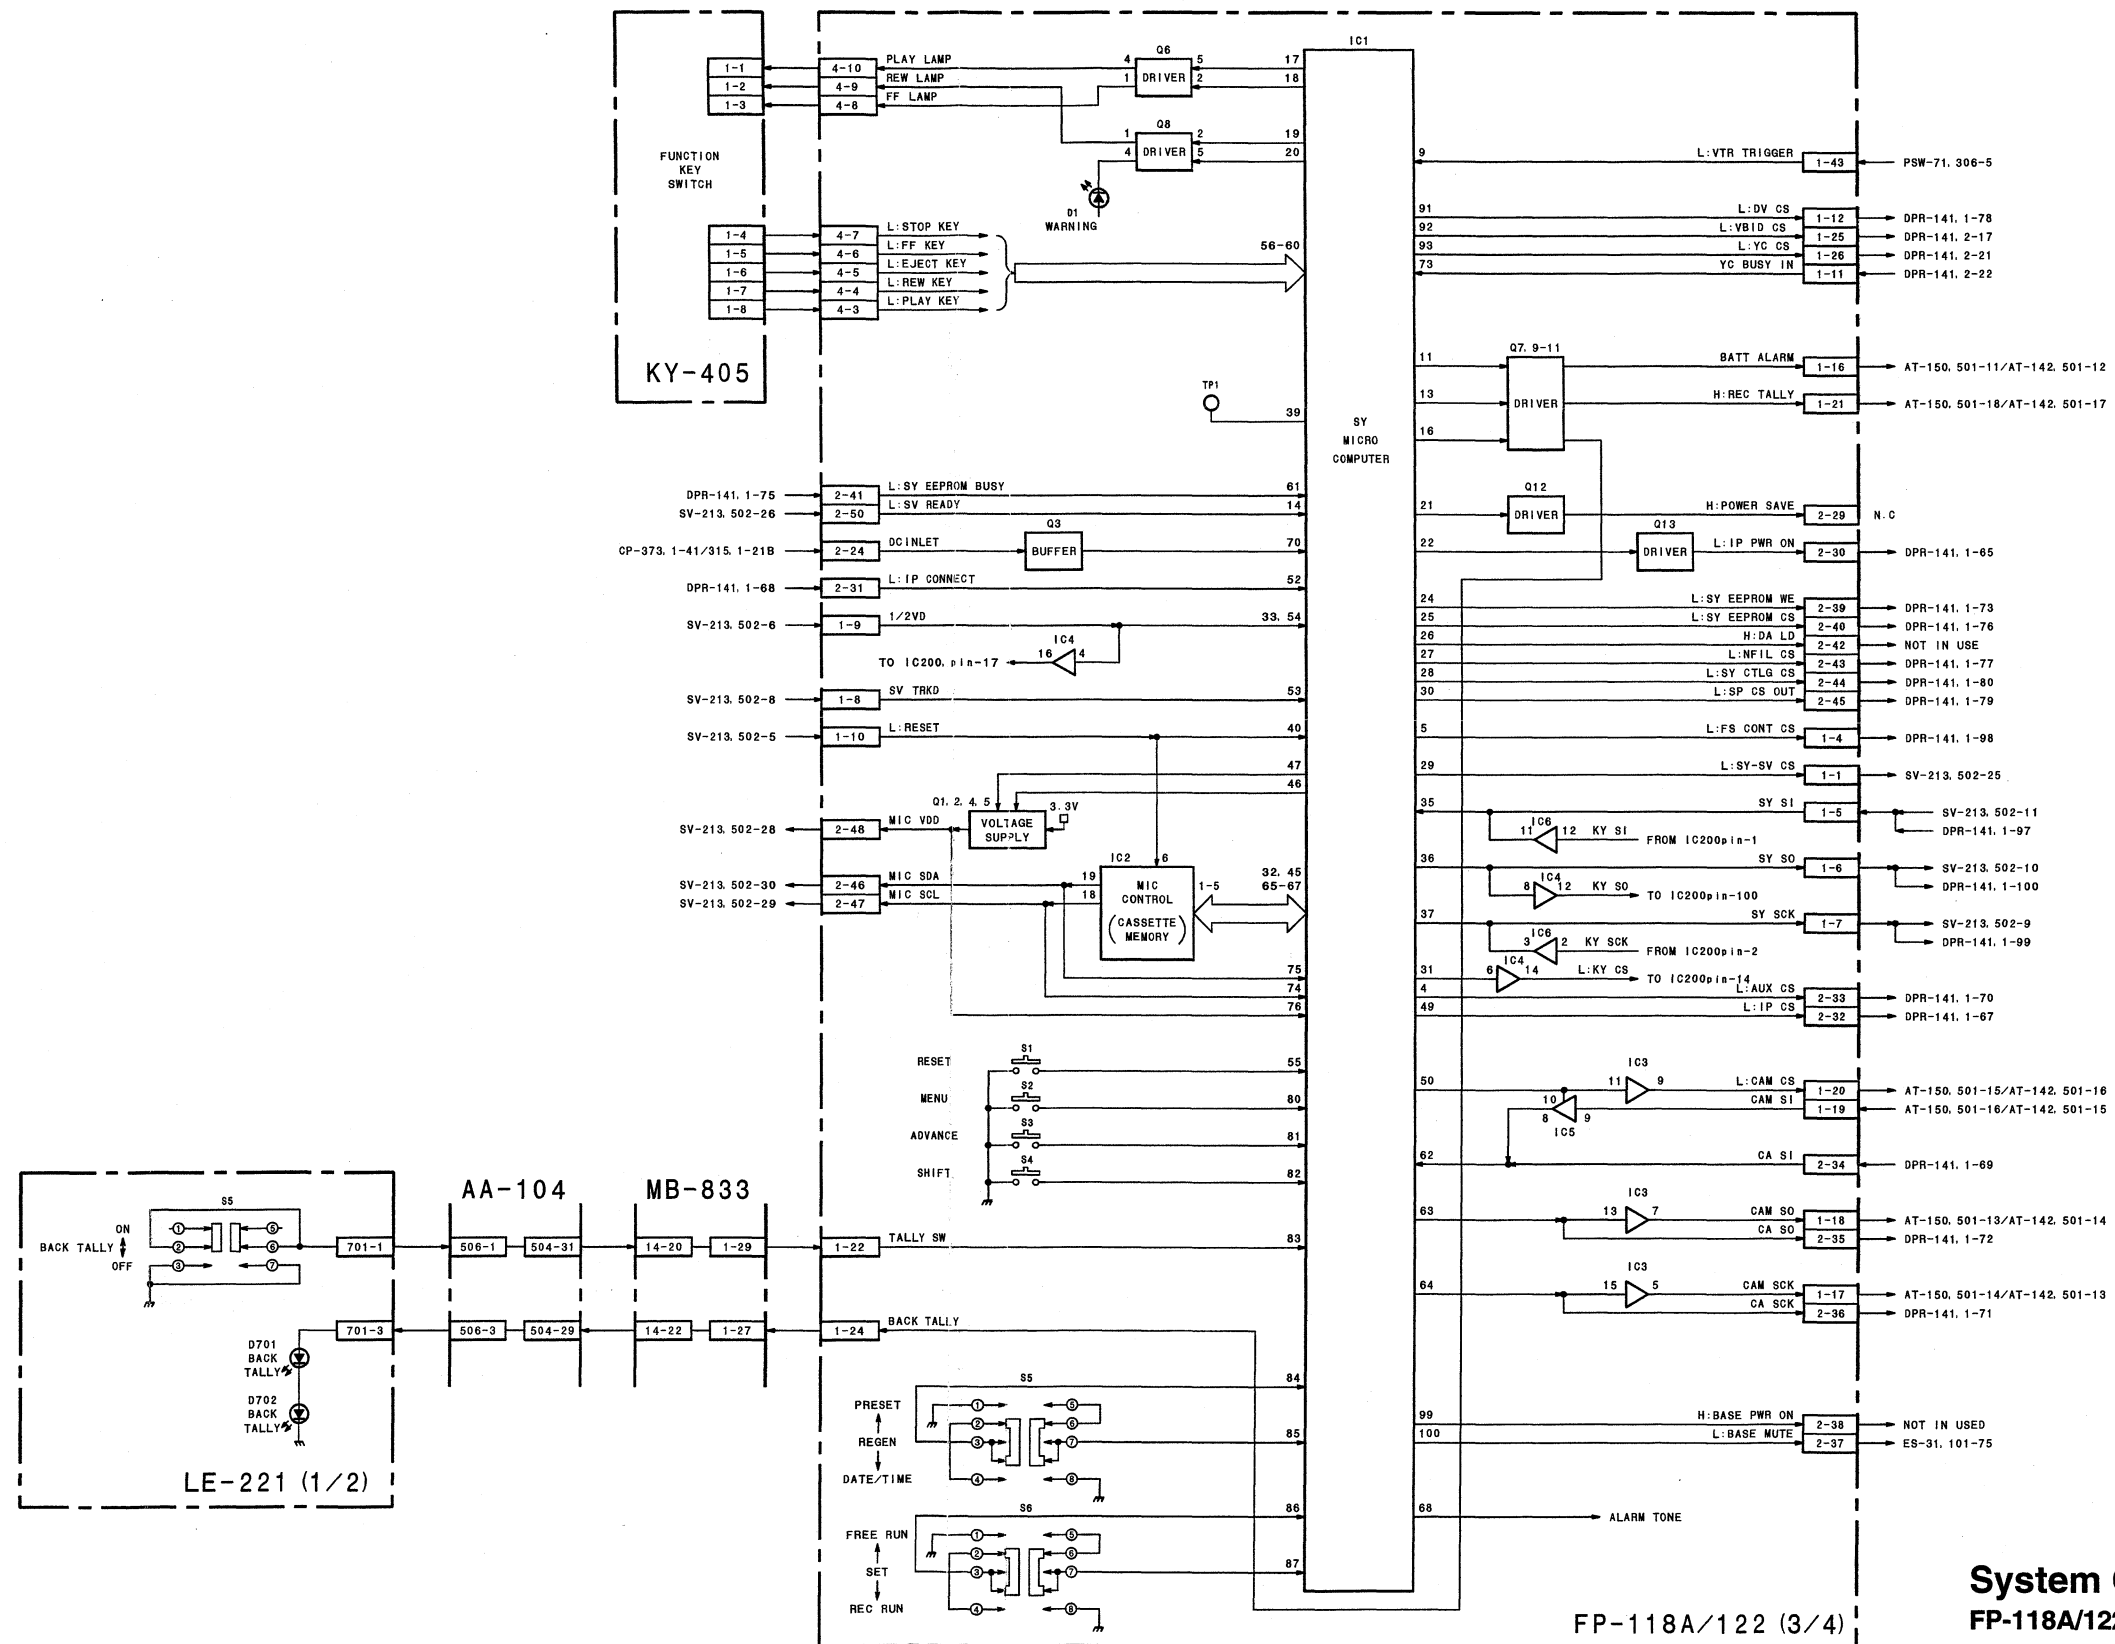 IC1
1-1 4-10 PLAY LAMP 4 Q6 5 17
1-2 4-9 REW LAMP 1 DRIVER 2 18
1-3 4-8 FF LAMP
FUNCTION
KEY
SWITCH
1 Q8 2 19
4 DRIVER 5 20
D1
WARNING
1-4 4-7 L:STOP KEY
1-5 4-6 L:FF KEY
1-6 4-5 L:EJECT KEY
1-7 4-4 L:REW KEY
1-8 4-3 L:PLAY KEY
56-60
KY-405
TP1
39
SY
MICRO
COMPUTER
DPR-141, 1-75 2-41 L:SY EEPROM BUSY 61
SV-213, 502-26 2-50 L:SV READY 14
CP-373, 1-41/315, 1-21B 2-24 DCINLET Q3 BUFFER 70
DPR-141, 1-68 2-31 L:IP CONNECT 52
SV-213, 502-6 1-9 1/2VD 33, 54
TO IC200, pin-17 16 IC4 4
SV-213, 502-8 1-8 SV TRKD 53
SV-213, 502-5 1-10 L:RESET 40
47
46
Q1, 2, 4, 5 3.3V
SV-213, 502-28 2-48 MIC VDD VOLTAGE
SUPPLY
IC2 6
SV-213, 502-30 2-46 MIC SDA 19 MIC 1-5 32, 45
SV-213, 502-29 2-47 MIC SCL 18 CONTROL 65-67
(CASSETTE
MEMORY)
75
74
76
RESET S1 55
MENU S2 80
ADVANCE S3 81
SHIFT S4 82
AA-104 MB-833
S5
ON
BACK TALLY
OFF
1 5
2 6
3 7
701-1 506-1 504-31 14-20 1-29 1-22 TALLY SW 83
701-3 506-3 504-29 14-22 1-27 1-24 BACK TALLY
D701
BACK
TALLY
D702
BACK
TALLY
LE-221 (1/2)
S5 84
PRESET
REGEN 85
DATE/TIME
1 5
2 6
3 7
4 8
S6 86
FREE RUN
SET 87
REC RUN
1 5
2 6
3 7
4 8
9 L:VTR TRIGGER 1-43 PSW-71, 306-5
91 L:DV CS 1-12 DPR-141, 1-78
92 L:VBID CS 1-25 DPR-141, 2-17
93 L:YC CS 1-26 DPR-141, 2-21
73 YC BUSY IN 1-11 DPR-141, 2-22
Q7, 9-11
DRIVER
11 BATT ALARM 1-16 AT-150, 501-11/AT-142, 501-12
13 H:REC TALLY 1-21 AT-150, 501-18/AT-142, 501-17
16
21 Q12 DRIVER H:POWER SAVE 2-29 N.C
22 Q13 DRIVER L:IP PWR ON 2-30 DPR-141, 1-65
24 L:SY EEPROM WE 2-39 DPR-141, 1-73
25 L:SY EEPROM CS 2-40 DPR-141, 1-76
26 H:DA LD 2-42 NOT IN USE
27 L:NFIL CS 2-43 DPR-141, 1-77
28 L:SY CTLG CS 2-44 DPR-141, 1-80
30 L:SP CS OUT 2-45 DPR-141, 1-79
5 L:FS CONT CS 1-4 DPR-141, 1-98
29 L:SY-SV CS 1-1 SV-213, 502-25
35 SY SI 1-5 SV-213, 502-11
DPR-141, 1-97
11 IC6 12 KY SI FROM IC200pin-1
36 SY SO 1-6 SV-213, 502-10
DPR-141, 1-100
8 IC4 12 KY SO TO IC200pin-100
37 SY SCK 1-7 SV-213, 502-9
DPR-141, 1-99
3 IC6 2 KY SCK FROM IC200pin-2
31 6 IC4 14 L:KY CS TO IC200pin-14
4 L:AUX CS 2-33 DPR-141, 1-70
49 L:IP CS 2-32 DPR-141, 1-67
50 11 IC3 9 L:CAM CS 1-20 AT-150, 501-15/AT-142, 501-16
10 8 IC5 9 CAM SI 1-19 AT-150, 501-16/AT-142, 501-15
62 CA SI 2-34 DPR-141, 1-69
63 13 IC3 7 CAM SO 1-18 AT-150, 501-13/AT-142, 501-14
CA SO 2-35 DPR-141, 1-72
64 15 IC3 5 CAM SCK 1-17 AT-150, 501-14/AT-142, 501-13
CA SCK 2-36 DPR-141, 1-71
99 H:BASE PWR ON 2-38 NOT IN USED
100 L:BASE MUTE 2-37 ES-31, 101-75
68 ALARM TONE
FP-118A/122 (3/4)
System
FP-118A/122